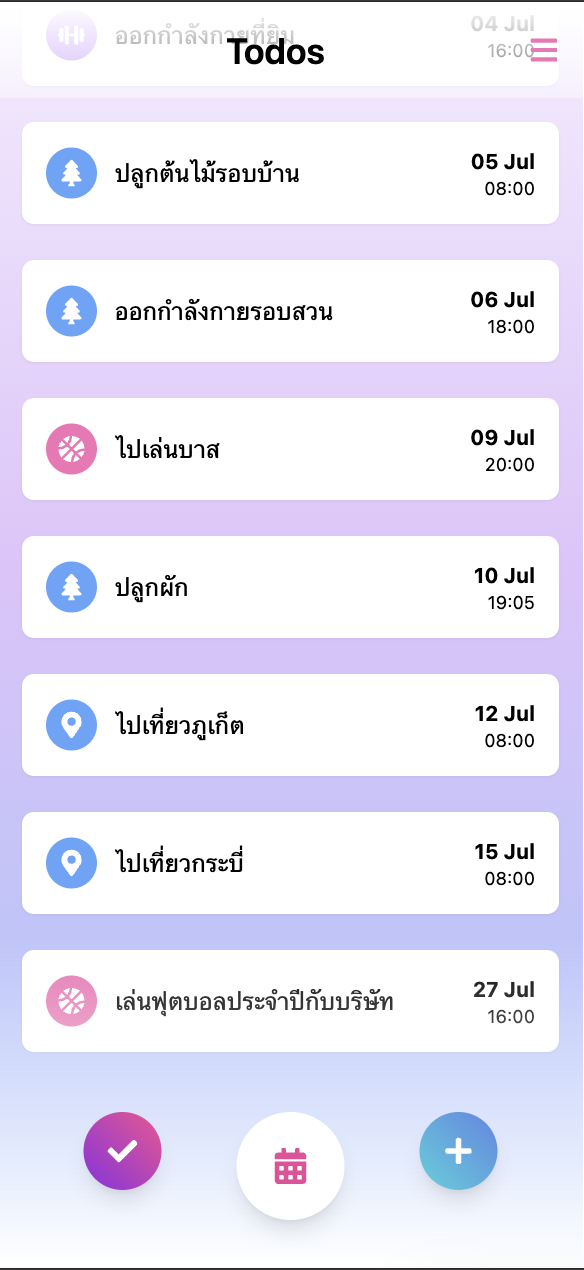 ออกกำลังกายที่ยิม
04 Jul
16:00
Todos
ปลูกต้นไม้รอบบ้าน
05 Jul
08:00
ออกกำลังกายรอบสวน
06 Jul
18:00
ไปเล่นบาส
09 Jul
20:00
ปลูกผัก
10 Jul
19:05
ไปเที่ยวภูเก็ต
12 Jul
08:00
ไปเที่ยวกระบี่
15 Jul
08:00
เล่นฟุตบอลประจำปีกับบริษัท
27 Jul
16:00